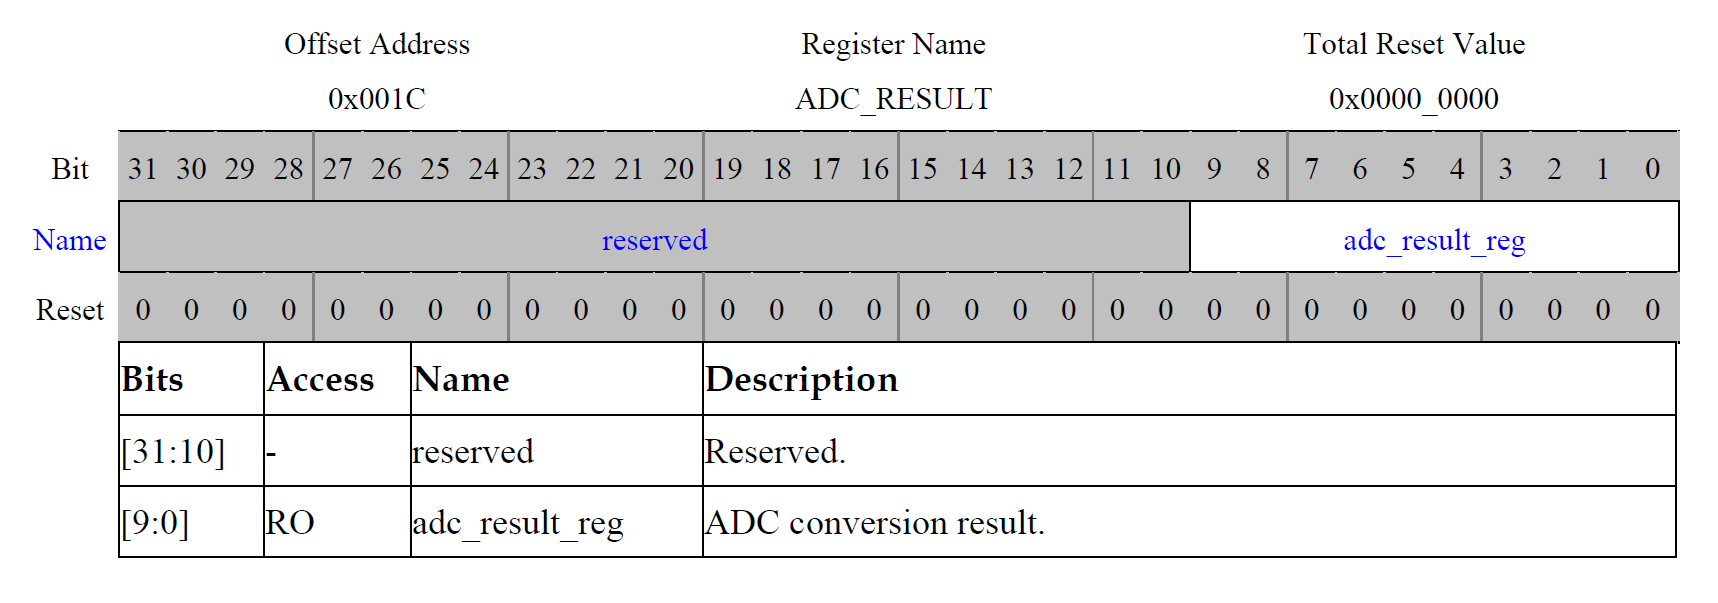 Offset Address Register Name Total Reset Value
0x001C ADC_RESULT 0x0000_0000
Bit 31 30 29 28 27 26 25 24 23 22 21 20 19 18 17 16 15 14 13 12 11 10 9 8 7 6 5 4 3 2 1 0
Name reserved adc_result_reg
Reset 0 0 0 0 0 0 0 0 0 0 0 0 0 0 0 0 0 0 0 0 0 0 0 0 0 0 0 0 0 0 0 0
Bits Access Name Description
[31:10] - reserved Reserved.
[9:0] RO adc_result_reg ADC conversion result.